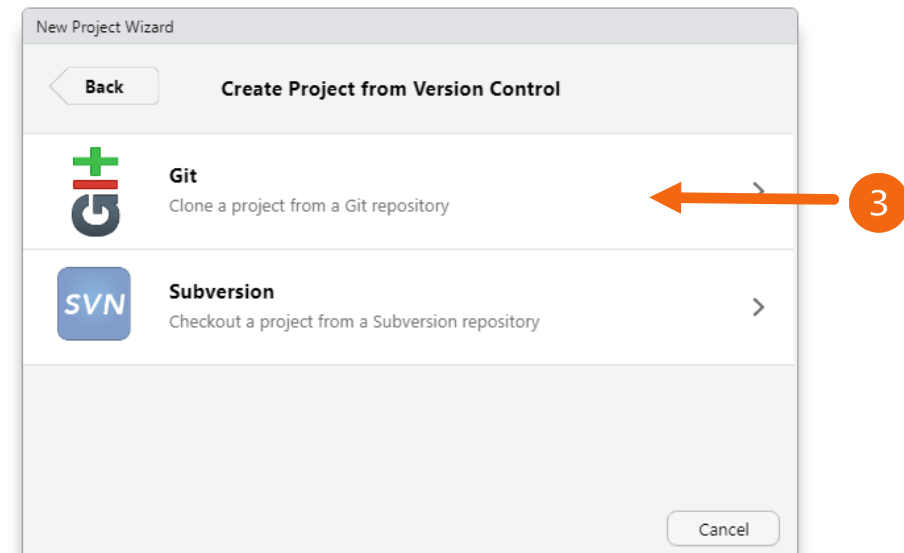 New Project Wizard
Back
Create Project from Version Control
git
Git
Clone a project from a Git repository
3
SVN
Subversion
Checkout a project from a Subversion repository
Cancel